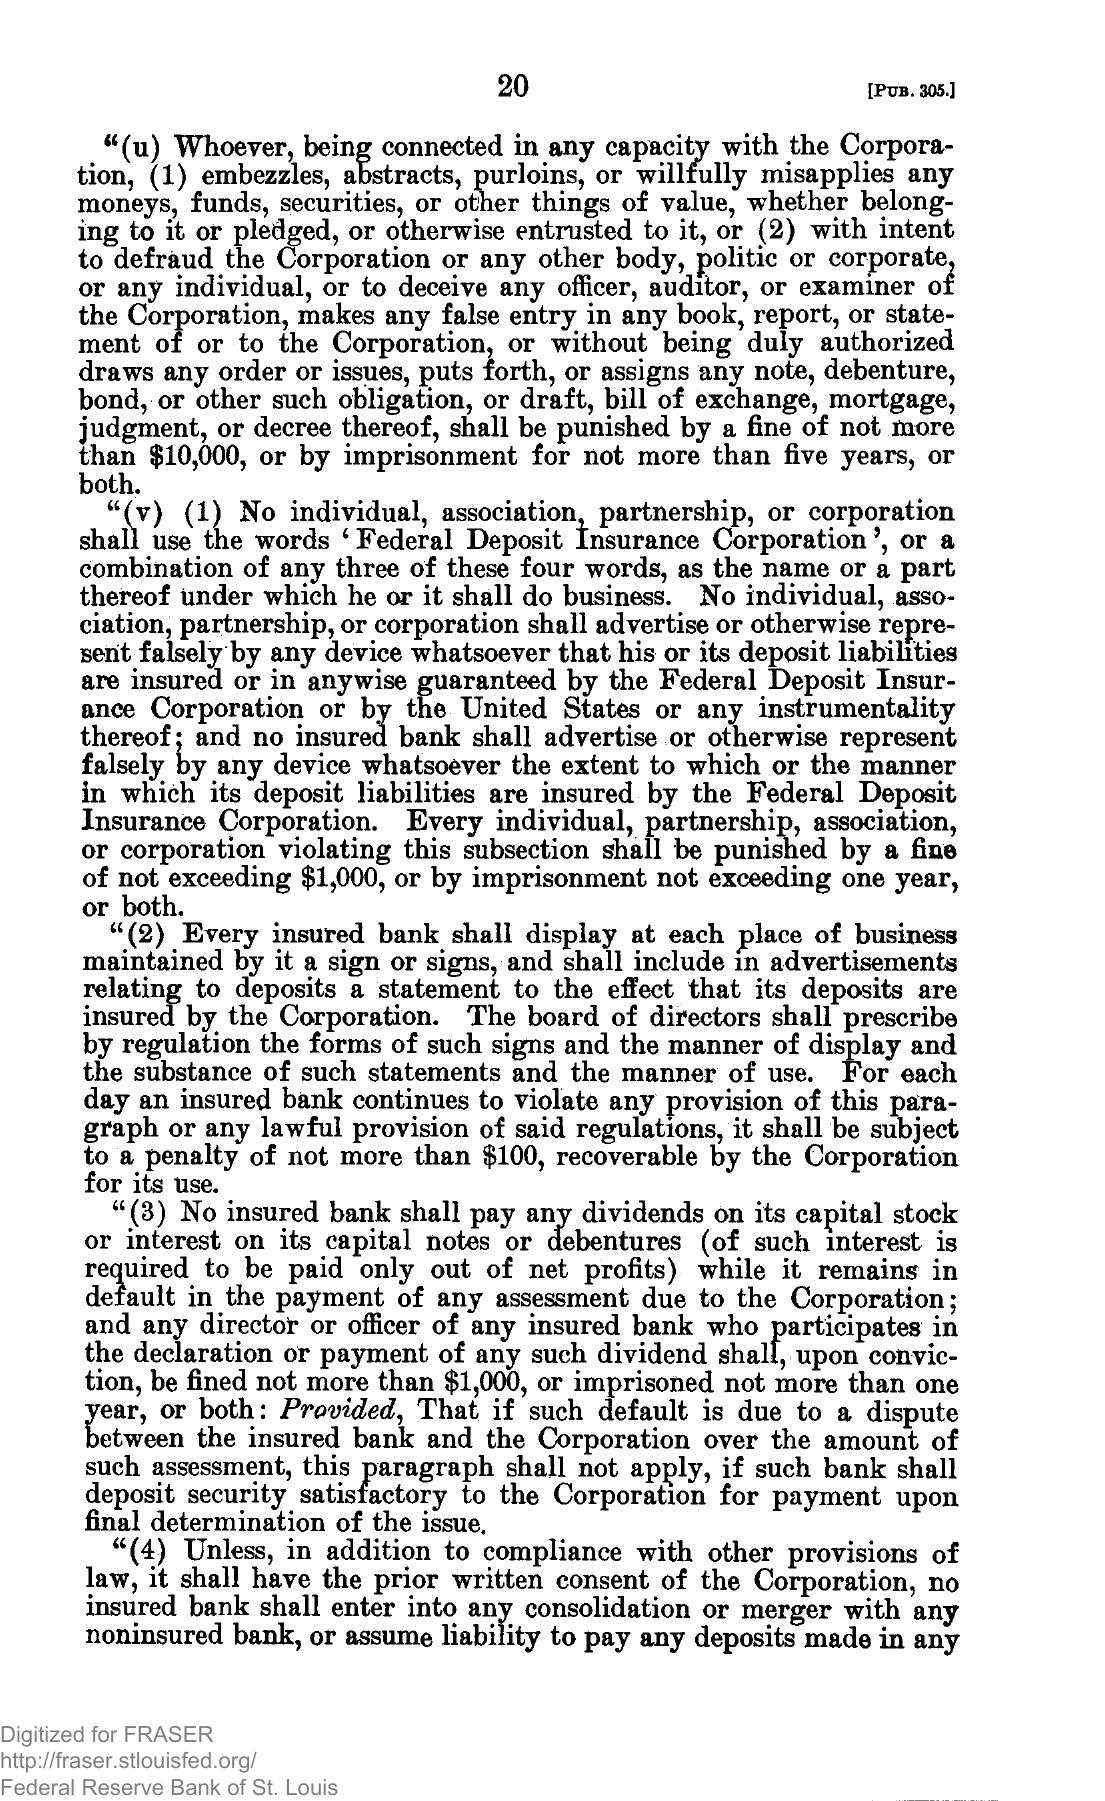 20
[PUB. 305.]
“(u) Whoever, being connected in any capacity with the Corpora-
tion, (1) embezzles, abstracts, purloins, or willfully misapplies any
moneys, funds, securities, or other things of value, whether belong-
ing to it or pledged, or otherwise entrusted to it, or (2) with intent
to defraud the Corporation or any other body, politic or corporate,
or any individual, or to deceive any officer, auditor, or examiner of
the Corporation, makes any false entry in any book, report, or state-
ment of or to the Corporation, or without being duly authorized
draws any order or issues, puts forth, or assigns any note, debenture,
bond, or other such obligation, or draft, bill of exchange, mortgage,
judgment, or decree thereof, shall be punished by a fine of not more
than $10,000, or by imprisonment for not more than five years, or
both.
“(v) (1) No individual, association, partnership, or corporation
shall use the words ‘Federal Deposit Insurance Corporation’, or a
combination of any three of these four words, as the name or a part
thereof under which he or it shall do business. No individual, asso-
ciation, partnership, or corporation shall advertise or otherwise repre-
sent falsely by any device whatsoever that his or its deposit liabilities
are insured or in anywise guaranteed by the Federal Deposit Insur-
ance Corporation or by the United States or any instrumentality
thereof; and no insured bank shall advertise or otherwise represent
falsely by any device whatsoever the extent to which or the manner
in which its deposit liabilities are insured by the Federal Deposit
Insurance Corporation. Every individual, partnership, association,
or corporation violating this subsection shall be punished by a fine
of not exceeding $1,000, or by imprisonment not exceeding one year,
or both.
“(2) Every insured bank shall display at each place of business
maintained by it a sign or signs, and shall include in advertisements
relating to deposits a statement to the effect that its deposits are
insured by the Corporation. The board of directors shall prescribe
by regulation the forms of such signs and the manner of display and
the substance of such statements and the manner of use. For each
day an insured bank continues to violate any provision of this para-
graph or any lawful provision of said regulations, it shall be subject
to a penalty of not more than $100, recoverable by the Corporation
for its use.
“(3) No insured bank shall pay any dividends on its capital stock
or interest on its capital notes or debentures (of such interest is
required to be paid only out of net profits) while it remains in
default in the payment of any assessment due to the Corporation;
and any director or officer of any insured bank who participates in
the declaration or payment of any such dividend shall, upon convic-
tion, be fined not more than $1,000, or imprisoned not more than one
year, or both: Provided, That if such default is due to a dispute
between the insured bank and the Corporation over the amount of
such assessment, this paragraph shall not apply, if such bank shall
deposit security satisfactory to the Corporation for payment upon
final determination of the issue.
“(4) Unless, in addition to compliance with other provisions of
law, it shall have the prior written consent of the Corporation, no
insured bank shall enter into any consolidation or merger with any
noninsured bank, or assume liability to pay any deposits made in any
Digitized for FRASER
http://fraser.stlouisfed.org/
Federal Reserve Bank of St. Louis